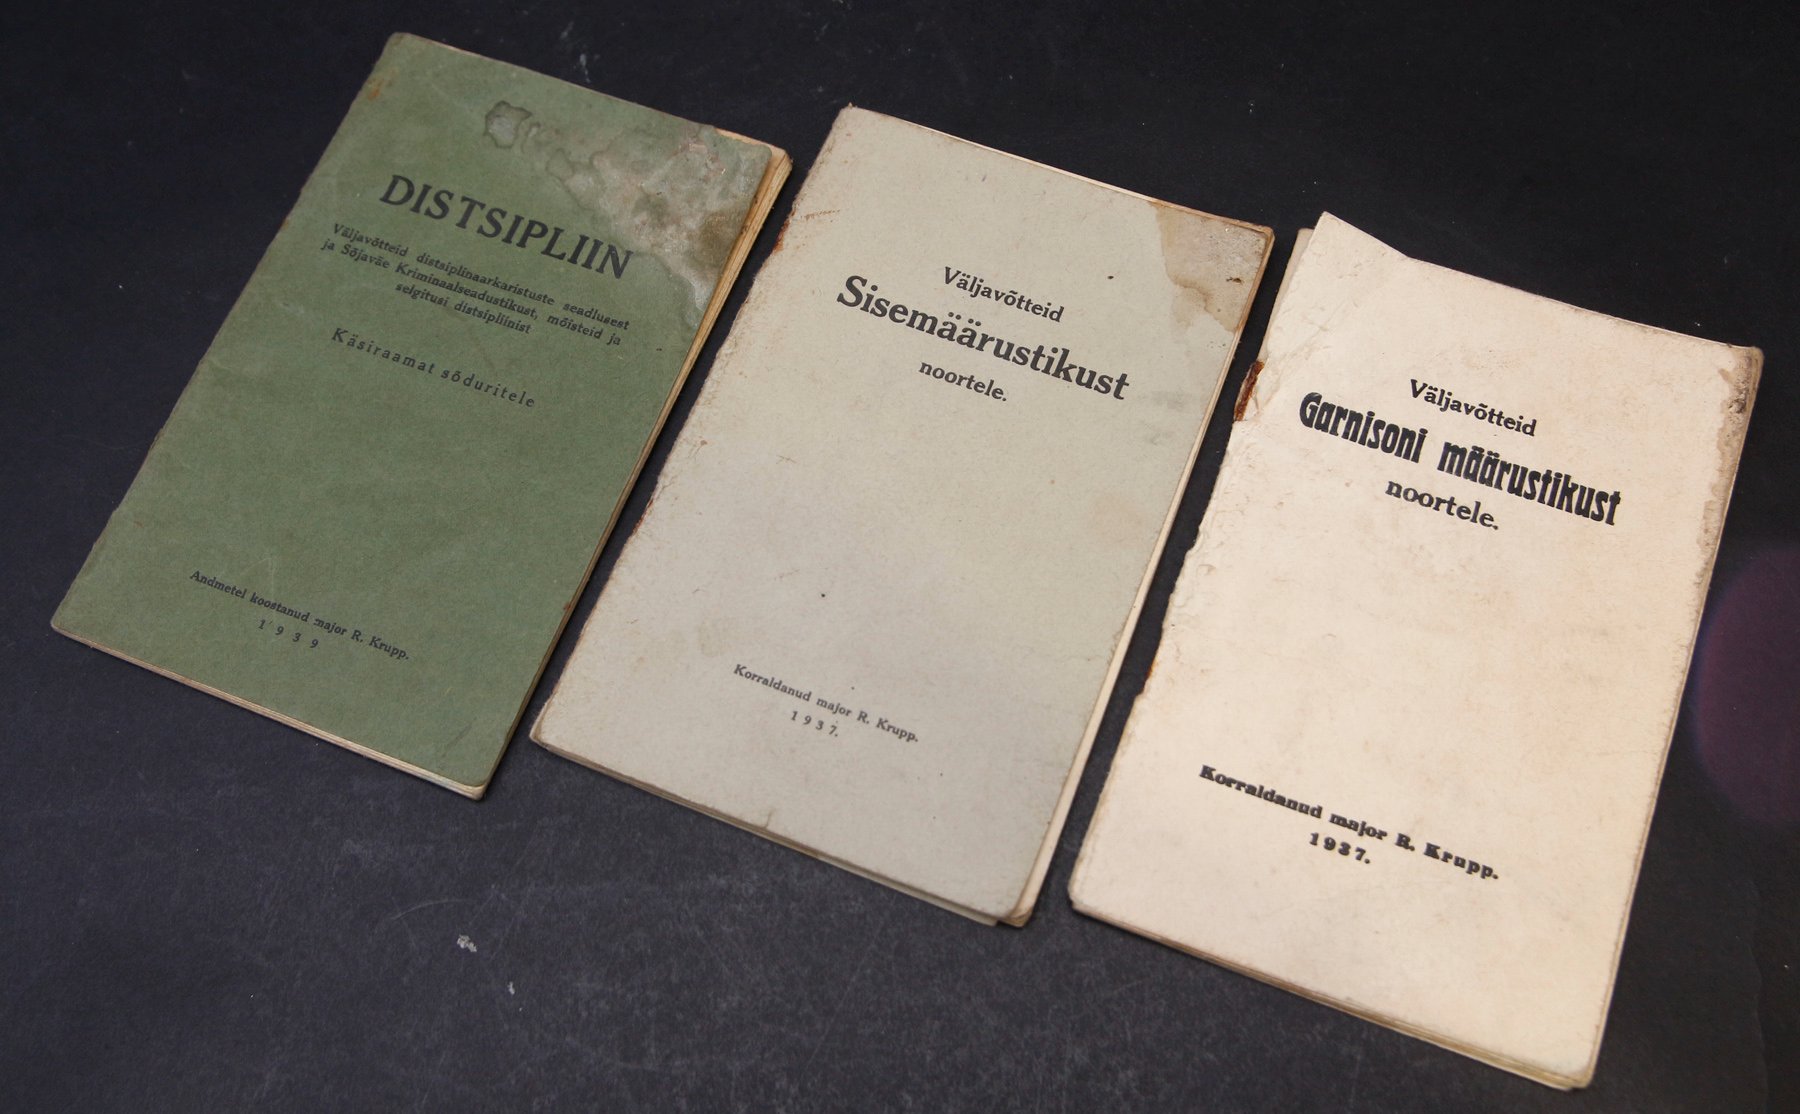 DISTSIPLIIN
Väljavõtteid distsiplinaarkaristuste seadlusest
ja Sõjaväe Kriminaalseadustikust, mõisteid ja
selgitusi distsipliinist
Käsiraamat sõduritele
Andmetel koostanud major R. Krupp.
1939
Väljavõtteid
Sisemäärustikust
noortele.
Korraldanud major R. Krupp.
1937.
Väljavõtteid
Garnisoni määrustikust
noortele.
Korraldanud major R. Krupp.
1937.